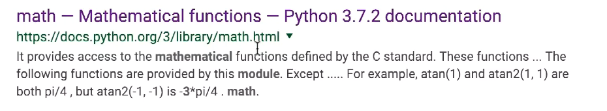 math — Mathematical functions — Python 3.7.2 documentation
https://docs.python.org/3/library/math.html
It provides access to the mathematical functions defined by the C standard. These functions ... The
following functions are provided by this module. Except ..... For example, atan(1) and atan2(1, 1) are
both pi/4 , but atan2(-1, -1) is -3*pi/4 . math.